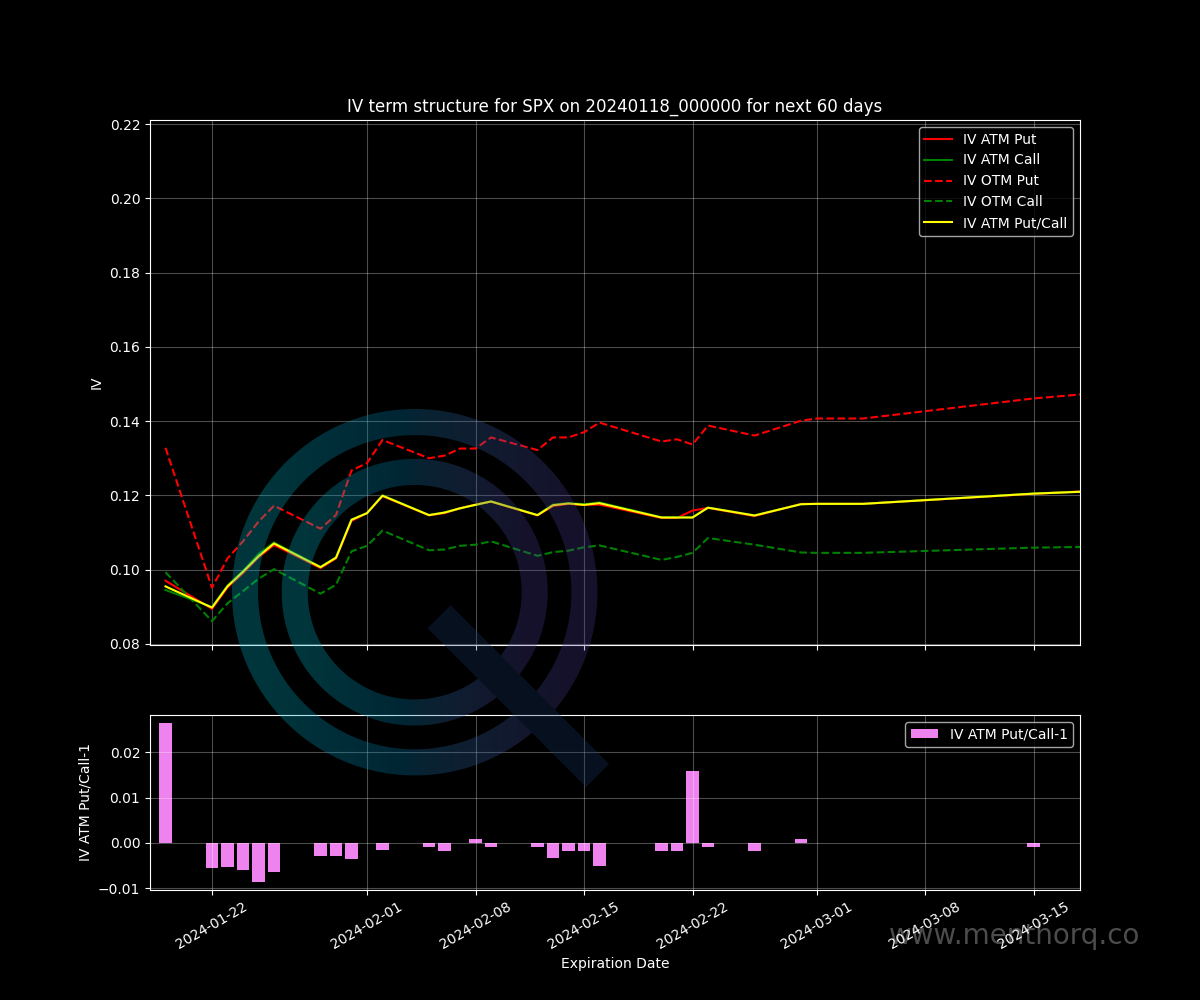 IV term structure for SPX on 20240118_000000 for next 60 days
0.22
0.20
0.18
0.16
0.14
0.12
0.10
0.08
IV
IV ATM Put
IV ATM Call
IV OTM Put
IV OTM Call
IV ATM Put/Call
0.02
0.01
0.00
−0.01
IV ATM Put/Call-1
IV ATM Put/Call-1
2024-01-22
2024-02-01
2024-02-08
2024-02-15
2024-02-22
2024-03-01
2024-03-08
2024-03-15
www.menthorq.co
Expiration Date